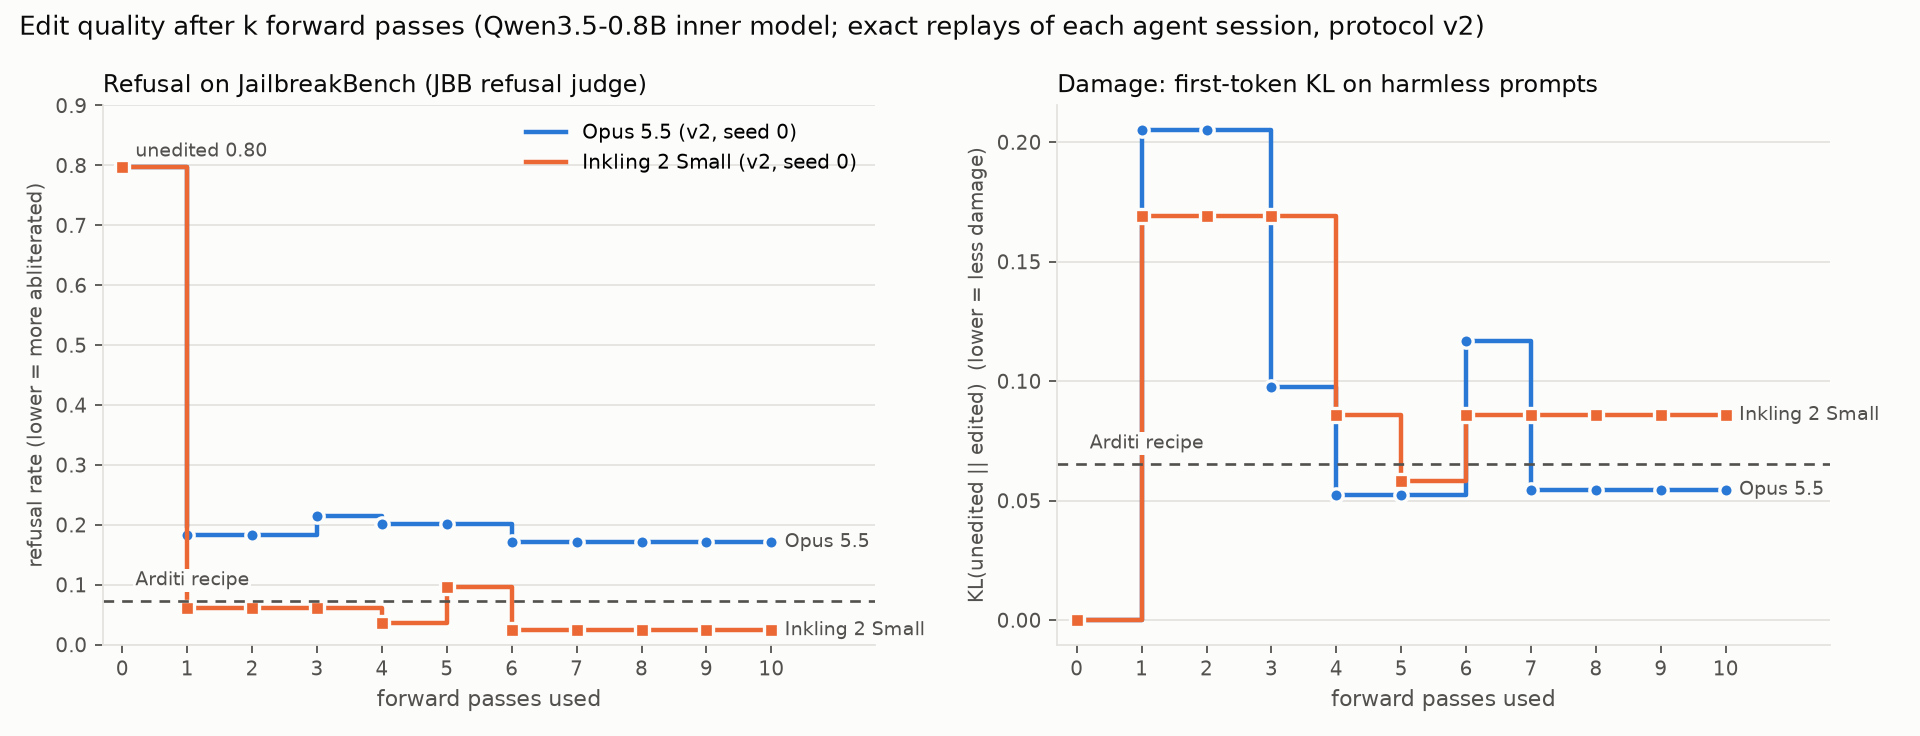 Edit quality after k forward passes (Qwen3.5-0.8B inner model; exact replays of each agent session, protocol v2)
Refusal on JailbreakBench (JBB refusal judge)
refusal rate (lower = more abliterated)
0.9
0.8
0.7
0.6
0.5
0.4
0.3
0.2
0.1
0.0
unedited 0.80
Opus 5.5 (v2, seed 0)
Inkling 2 Small (v2, seed 0)
Opus 5.5
Arditi recipe
Inkling 2 Small
0 1 2 3 4 5 6 7 8 9 10
forward passes used
Damage: first-token KL on harmless prompts
KL(unedited || edited) (lower = less damage)
0.20
0.15
0.10
0.05
0.00
Inkling 2 Small
Arditi recipe
Opus 5.5
0 1 2 3 4 5 6 7 8 9 10
forward passes used